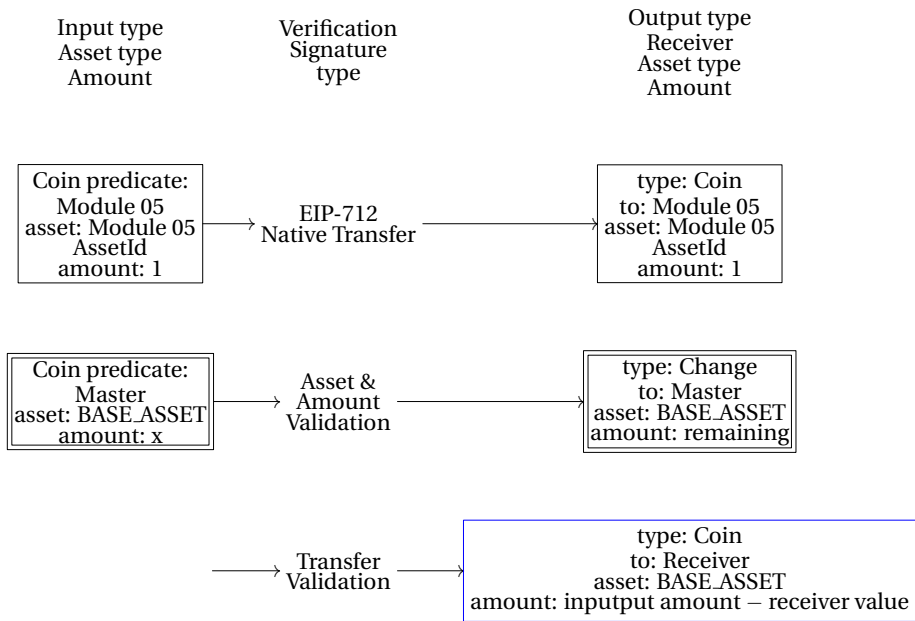 Input type
Asset type
Amount
Verification
Signature
type
Output type
Receiver
Asset type
Amount
Coin predicate:
Module 05
asset: Module 05
AssetId
amount: 1
EIP-712
Native Transfer
type: Coin
to: Module 05
asset: Module 05
AssetId
amount: 1
Coin predicate:
Master
asset: BASE_ASSET
amount: x
Asset &
Amount
Validation
type: Change
to: Master
asset: BASE_ASSET
amount: remaining
Transfer
Validation
type: Coin
to: Receiver
asset: BASE_ASSET
amount: inputput amount − receiver value